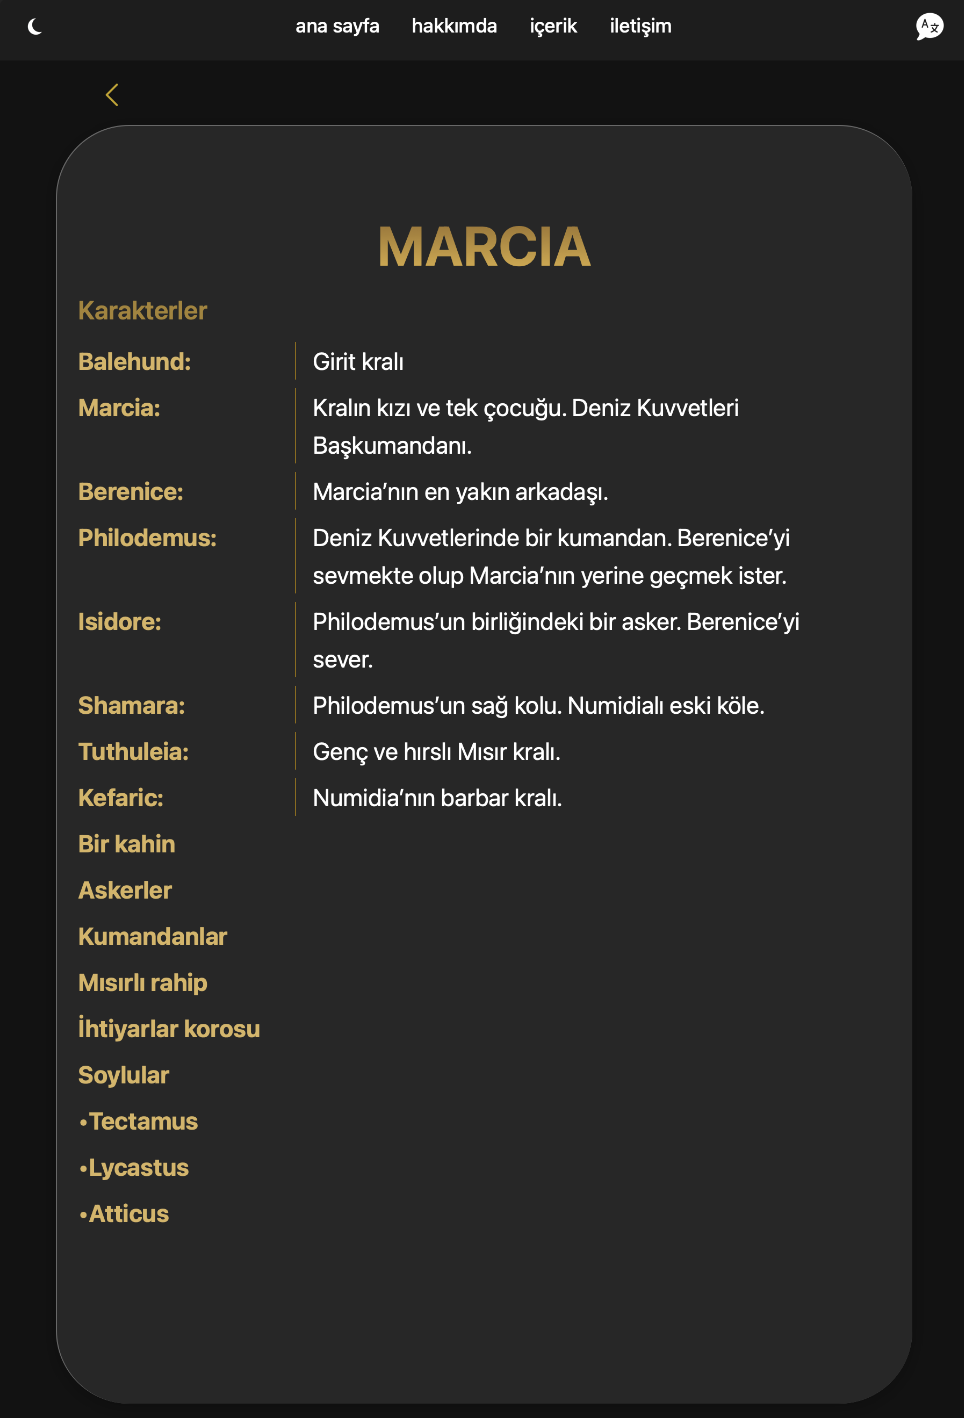 ana sayfa hakkımda içerik iletişim
MARCIA
Karakterler
Balehund: Girit kralı
Marcia: Kralın kızı ve tek çocuğu. Deniz Kuvvetleri
Başkumandanı.
Berenice: Marcia’nın en yakın arkadaşı.
Philodemus: Deniz Kuvvetlerinde bir kumandan. Berenice’yi
sevmekte olup Marcia’nın yerine geçmek ister.
Isidore: Philodemus’un birliğindeki bir asker. Berenice’yi
sever.
Shamara: Philodemus’un sağ kolu. Numidialı eski köle.
Tuthuleia: Genç ve hırslı Mısır kralı.
Kefaric: Numidia’nın barbar kralı.
Bir kahin
Askerler
Kumandanlar
Mısırlı rahip
İhtiyarlar korosu
Soylular
•Tectamus
•Lycastus
•Atticus